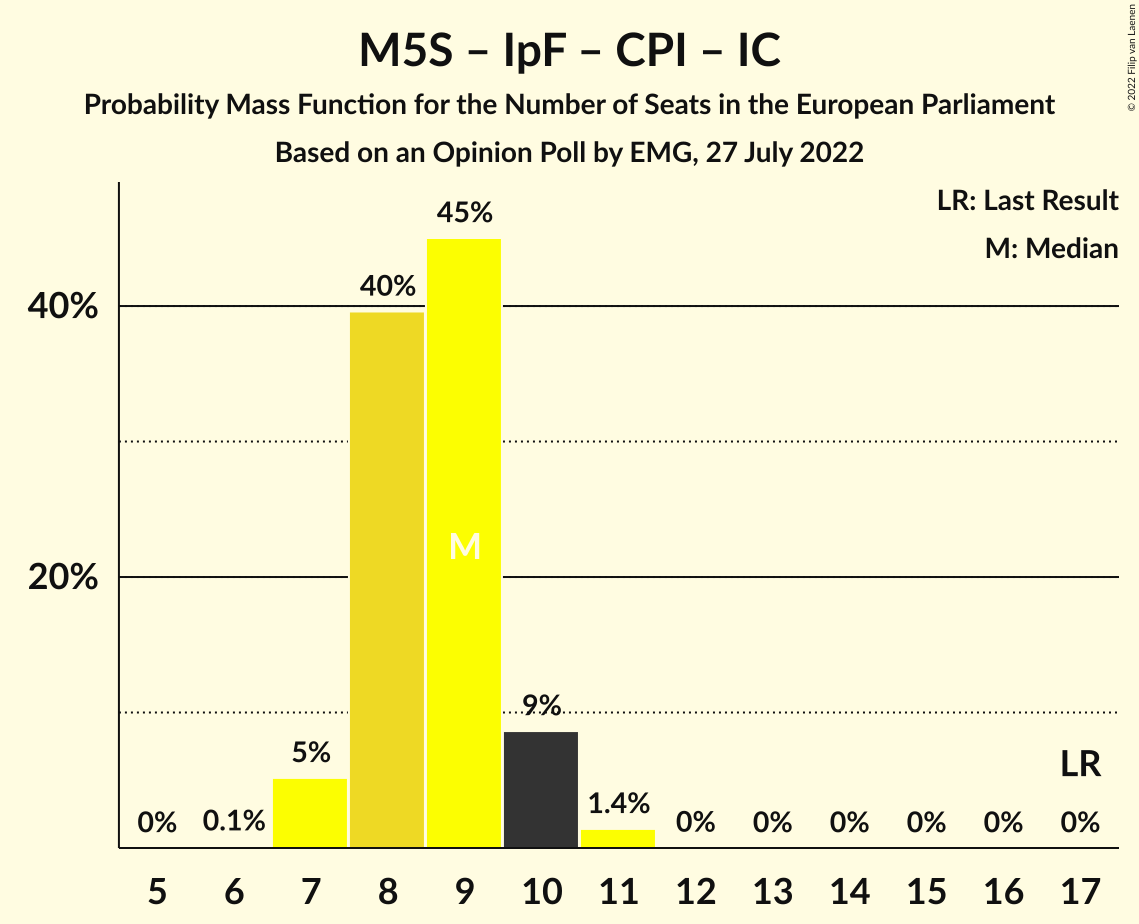 M5S – IpF – CPI – IC
Probability Mass Function for the Number of Seats in the European Parliament
Based on an Opinion Poll by EMG, 27 July 2022
© 2022 Filip van Laenen
LR: Last Result
M: Median
45%
40%
40%
M
20%
9%
5%
LR
1.4%
0% 0.1% 0% 0% 0% 0% 0% 0%
5 6 7 8 9 10 11 12 13 14 15 16 17